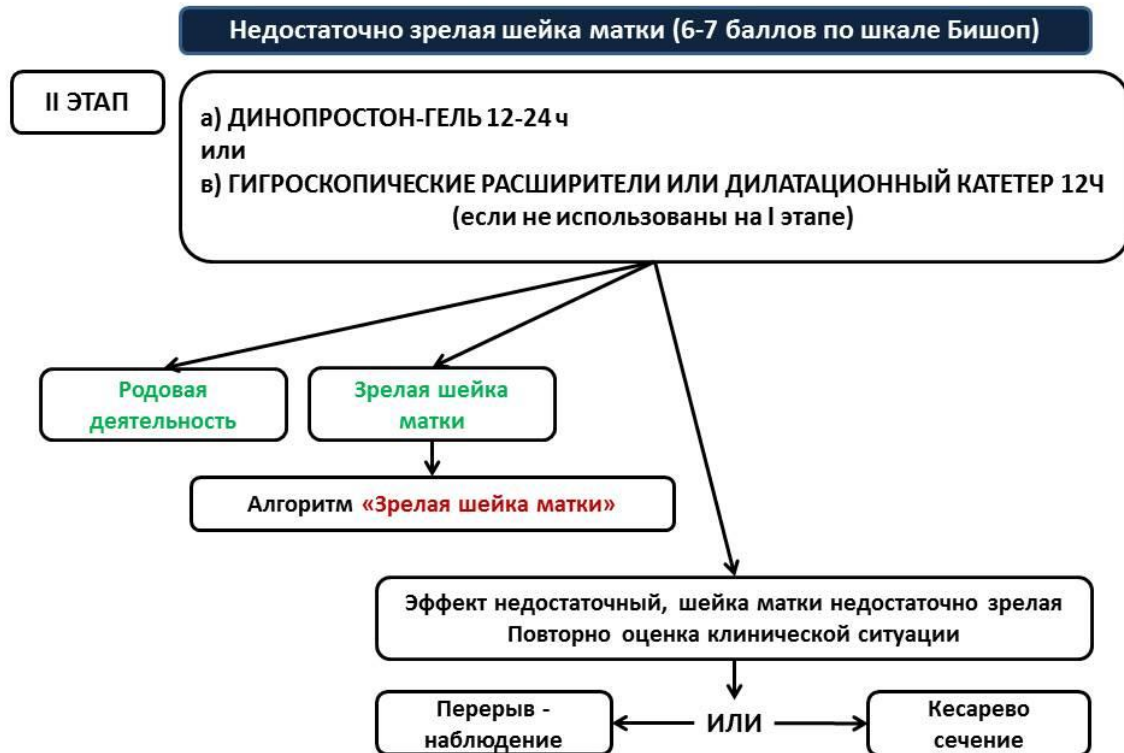 Недостаточно зрелая шейка матки (6-7 баллов по шкале Бишоп)
II ЭТАП
а) ДИНОПРОСТОН-ГЕЛЬ 12-24 ч
или
в) ГИГРОСКОПИЧЕСКИЕ РАСШИРИТЕЛИ ИЛИ ДИЛАТАЦИОННЫЙ КАТЕТЕР 12Ч
(если не использованы на I этапе)
Родовая
деятельность
Зрелая шейка
матки
Алгоритм «Зрелая шейка матки»
Эффект недостаточный, шейка матки недостаточно зрелая
Повторно оценка клинической ситуации
Перерыв -
наблюдение
ИЛИ
Кесарево
сечение